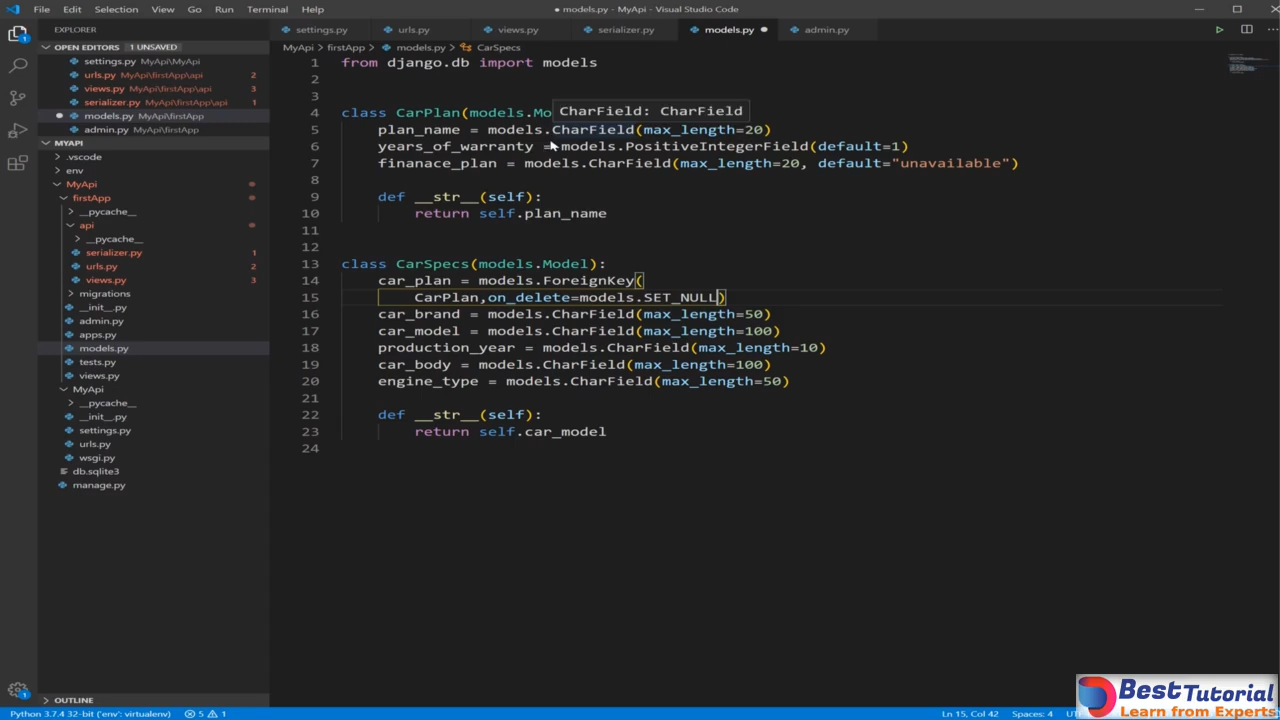 File Edit Selection View Go Run Terminal Help
● models.py - MyApi - Visual Studio Code
EXPLORER
OPEN EDITORS 1 UNSAVED
settings.py MyApi\MyApi
urls.py MyApi\firstApp\api 2
views.py MyApi\firstApp\api 3
serializer.py MyApi\firstApp\api 1
models.py MyApi\firstApp
admin.py MyApi\firstApp
MYAPI
.vscode
env
MyApi
firstApp
__pycache__
api
__pycache__
serializer.py 1
urls.py 2
views.py 3
migrations
__init__.py
admin.py
apps.py
models.py
tests.py
views.py
MyApi
__pycache__
__init__.py
settings.py
urls.py
wsgi.py
db.sqlite3
manage.py
OUTLINE
settings.py urls.py views.py serializer.py models.py admin.py
MyApi > firstApp > models.py > CarSpecs
1 from django.db import models
2
3
4 class CarPlan(models.Mo
CharField: CharField
5 plan_name = models.CharField(max_length=20)
6 years_of_warranty = models.PositiveIntegerField(default=1)
7 finanace_plan = models.CharField(max_length=20, default="unavailable")
8
9 def __str__(self):
10 return self.plan_name
11
12
13 class CarSpecs(models.Model):
14 car_plan = models.ForeignKey(
15 CarPlan,on_delete=models.SET_NULL)
16 car_brand = models.CharField(max_length=50)
17 car_model = models.CharField(max_length=100)
18 production_year = models.CharField(max_length=10)
19 car_body = models.CharField(max_length=100)
20 engine_type = models.CharField(max_length=50)
21
22 def __str__(self):
23 return self.car_model
24
Python 3.7.4 32-bit ('env': virtualenv) 5 1
Ln 15, Col 42 Spaces: 4
BestTutorial
Learn from Experts